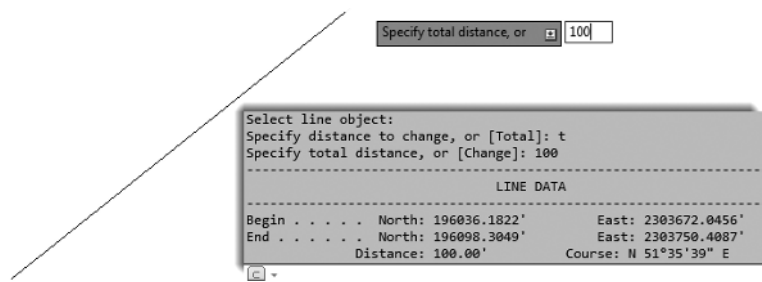 Specify total distance, or 100
Select line object:
Specify distance to change, or [Total]: t
Specify total distance, or [Change]: 100
--------------------------------------------------------------------------
LINE DATA
--------------------------------------------------------------------------
Begin . . . . . North: 196036.1822' East: 2303672.0456'
End . . . . . . North: 196098.3049' East: 2303750.4087'
Distance: 100.00' Course: N 51°35'39" E